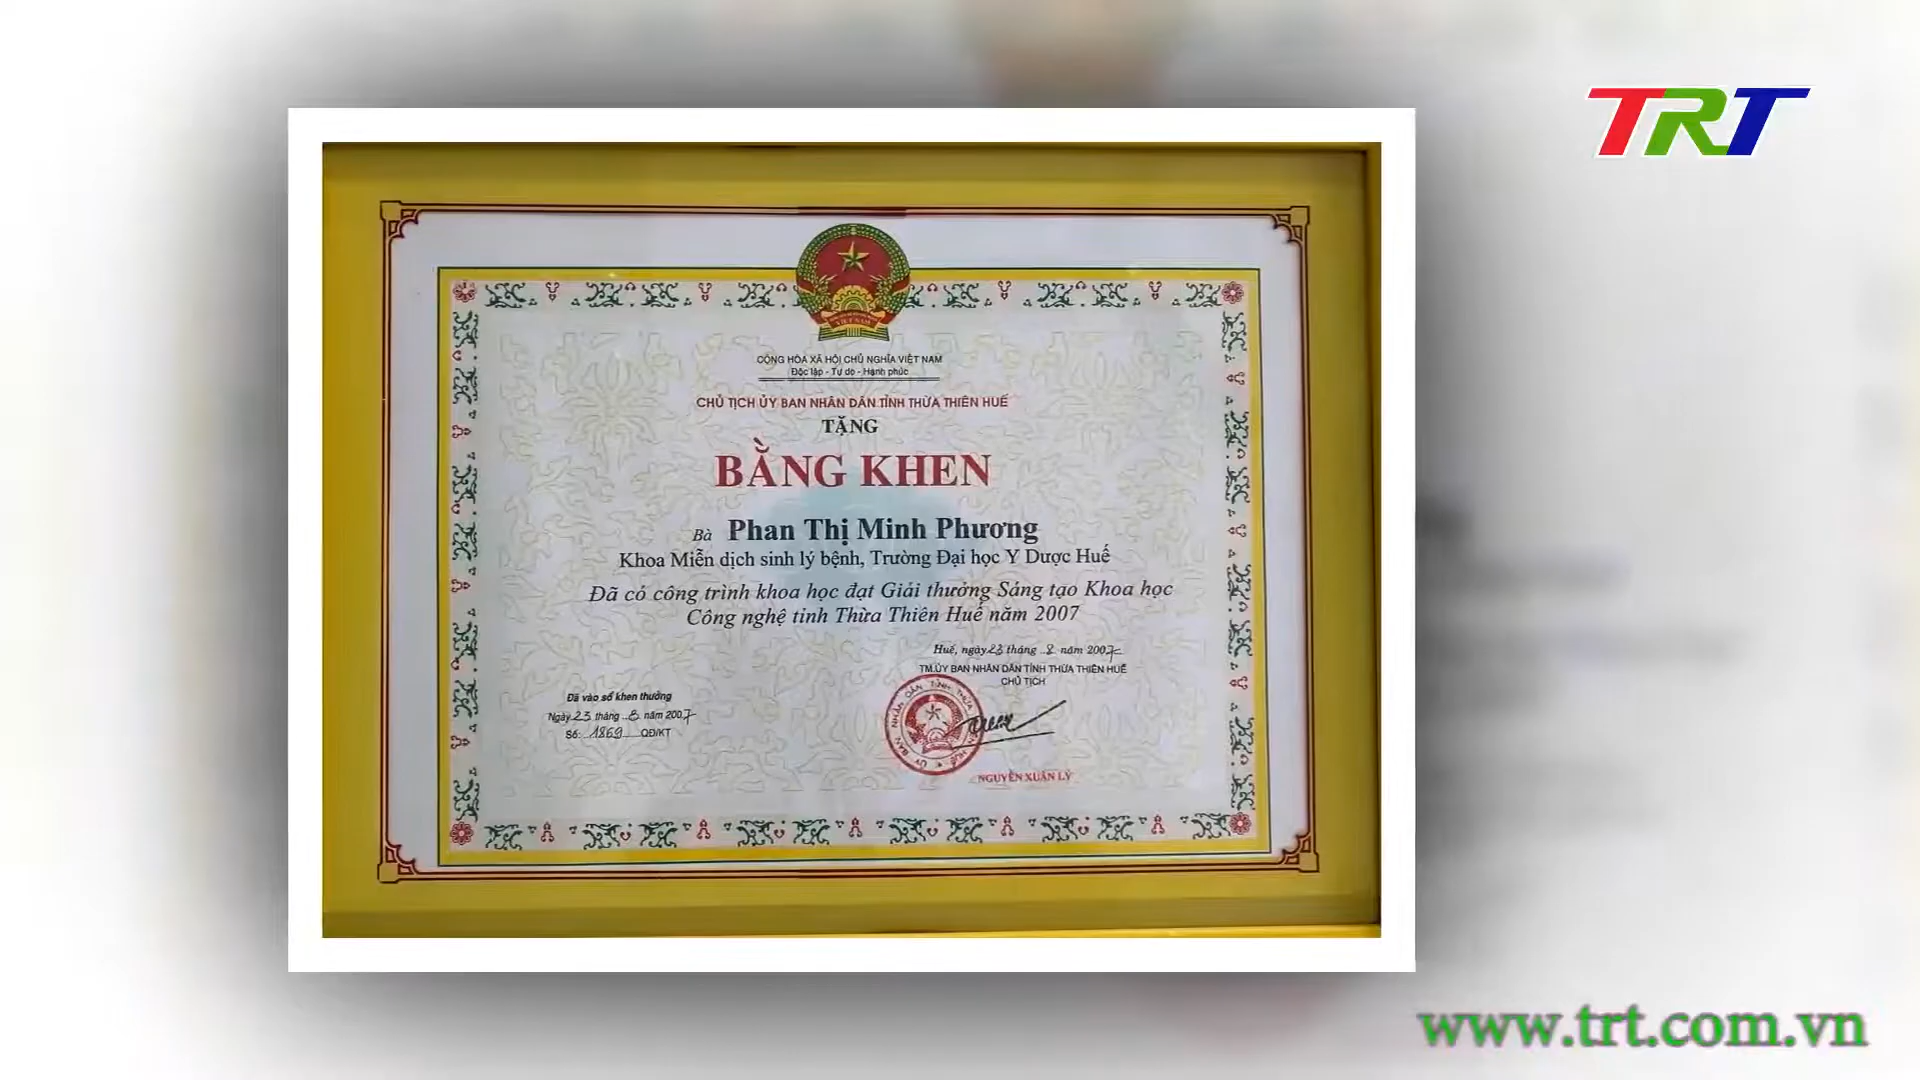 TRT
CỘNG HÒA XÃ HỘI CHỦ NGHĨA VIỆT NAM
Độc lập - Tự do - Hạnh phúc
CHỦ TỊCH ỦY BAN NHÂN DÂN TỈNH THỪA THIÊN HUẾ
TẶNG
BẰNG KHEN
Bà Phan Thị Minh Phương
Khoa Miễn dịch sinh lý bệnh, Trường Đại học Y Dược Huế
Đã có công trình khoa học đạt Giải thưởng Sáng tạo Khoa học
Công nghệ tỉnh Thừa Thiên Huế năm 2007
Huế, ngày 23 tháng 8 năm 2007
TM.ỦY BAN NHÂN DÂN TỈNH THỪA THIÊN HUẾ
CHỦ TỊCH
Đã vào sổ khen thưởng
Ngày 23 tháng 8 năm 2007
Số: 1869 QĐ/KT
NGUYỄN XUÂN LÝ
www.trt.com.vn